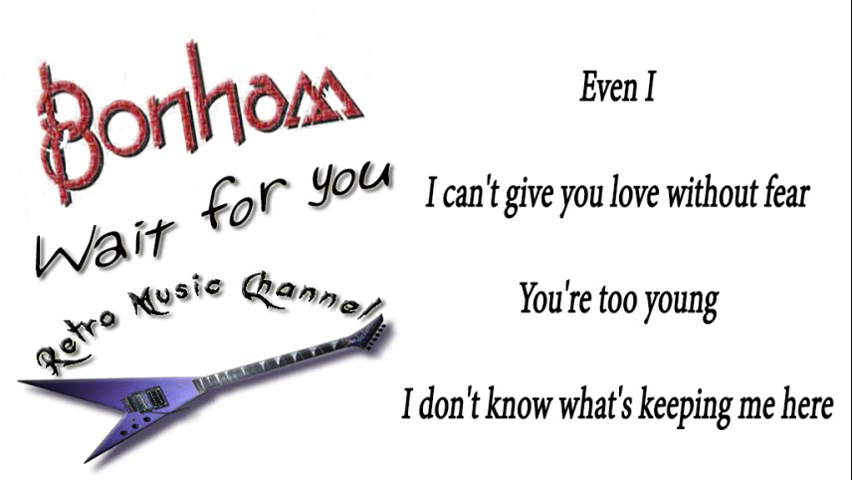 Bonham
Wait for you
Retro Music Channel
Even I
I can't give you love without fear
You're too young
I don't know what's keeping me here